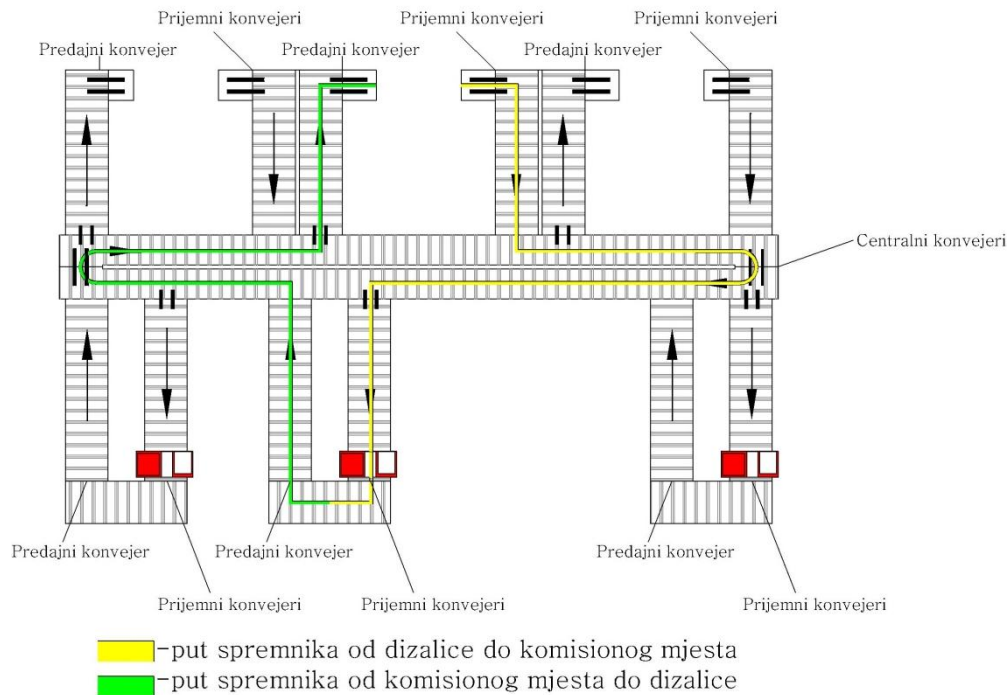 Prijemni konvejeri
Prijemni konvejeri
Predajni konvejer
Predajni konvejer
Predajni konvejer
Prijemni konvejeri
Centralni konvejeri
Predajni konvejer
Predajni konvejer
Predajni konvejer
Prijemni konvejeri
Prijemni konvejeri
Prijemni konvejeri
-put spremnika od dizalice do komisionog mjesta
-put spremnika od komisionog mjesta do dizalice